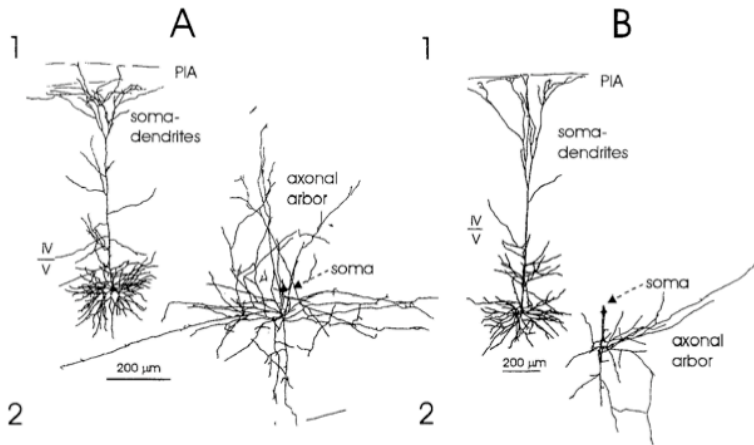 A
B
1
PIA
soma-
dendrites
axonal
arbor
IV
V
soma
200 μm
2
1
PIA
soma-
dendrites
IV
V
soma
axonal
arbor
200 μm
2